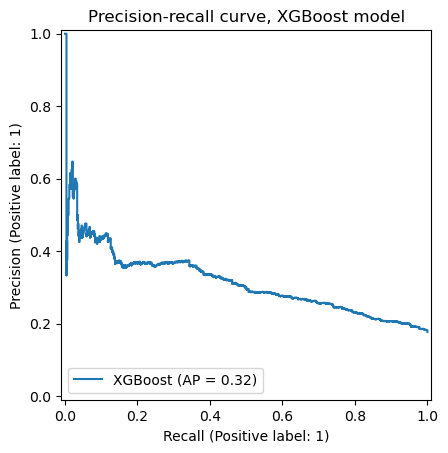 Precision-recall curve, XGBoost model
1.0
0.8
0.6
0.4
0.2
0.0
Precision (Positive label: 1)
XGBoost (AP = 0.32)
0.0 0.2 0.4 0.6 0.8 1.0
Recall (Positive label: 1)